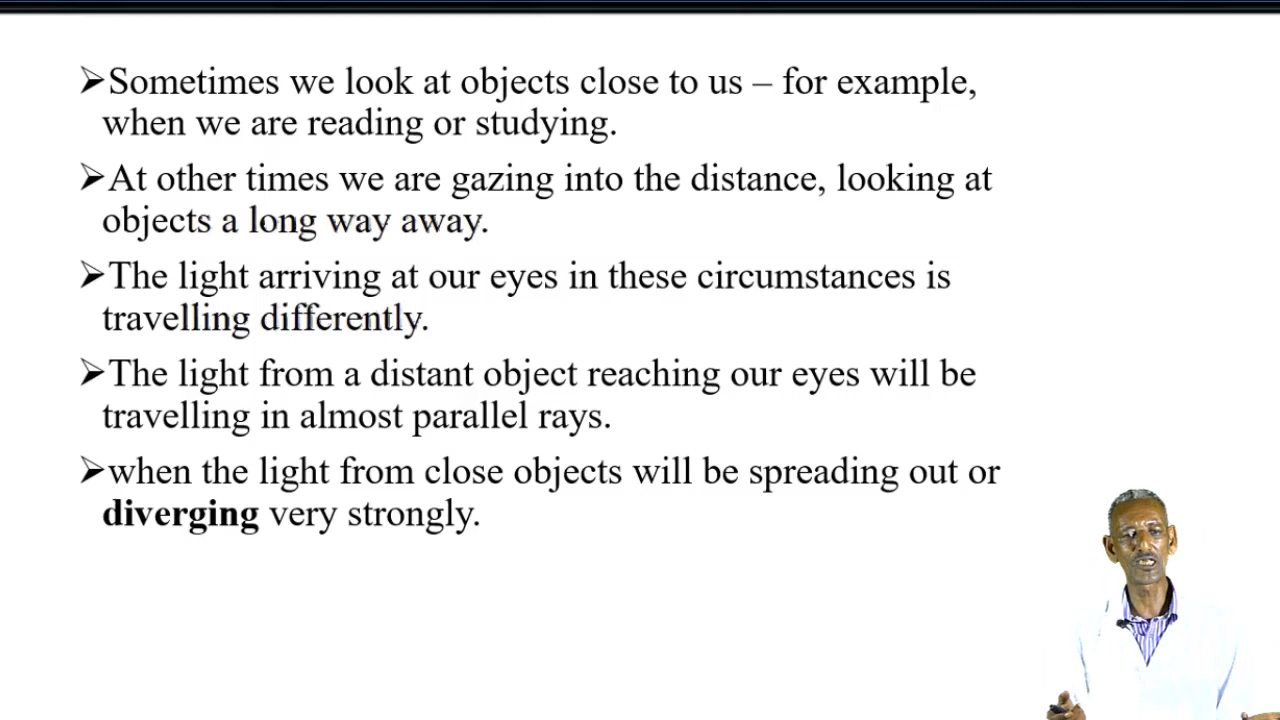 ➢Sometimes we look at objects close to us – for example,
when we are reading or studying.
➢At other times we are gazing into the distance, looking at
objects a long way away.
➢The light arriving at our eyes in these circumstances is
travelling differently.
➢The light from a distant object reaching our eyes will be
travelling in almost parallel rays.
➢when the light from close objects will be spreading out or
diverging very strongly.